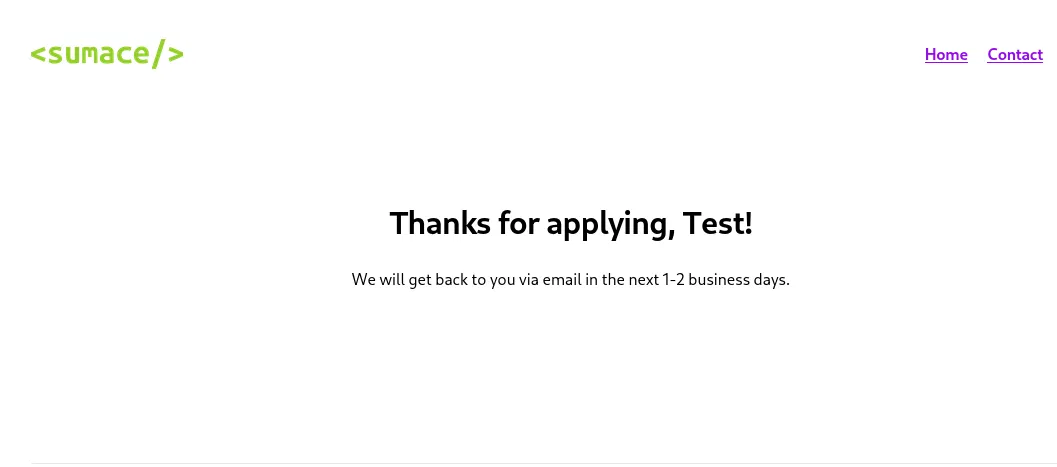 <sumace/>
Home Contact
Thanks for applying, Test!
We will get back to you via email in the next 1-2 business days.